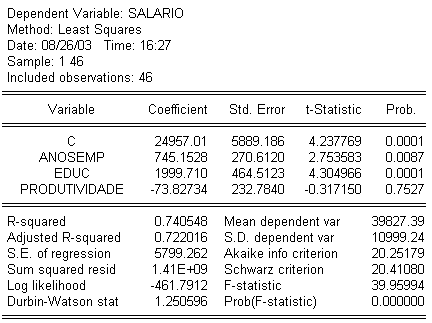 Dependent Variable: SALARIO
Method: Least Squares
Date: 08/26/03 Time: 16:27
Sample: 1 46
Included observations: 46
Variable Coefficient Std. Error t-Statistic Prob.
C 24957.01 5889.186 4.237769 0.0001
ANOSEMP 745.1528 270.6120 2.753583 0.0087
EDUC 1999.710 464.5123 4.304966 0.0001
PRODUTIVIDADE -73.82734 232.7840 -0.317150 0.7527
R-squared 0.740548 Mean dependent var 39827.39
Adjusted R-squared 0.722016 S.D. dependent var 10999.24
S.E. of regression 5799.262 Akaike info criterion 20.25179
Sum squared resid 1.41E+09 Schwarz criterion 20.41080
Log likelihood -461.7912 F-statistic 39.95994
Durbin-Watson stat 1.250596 Prob(F-statistic) 0.000000